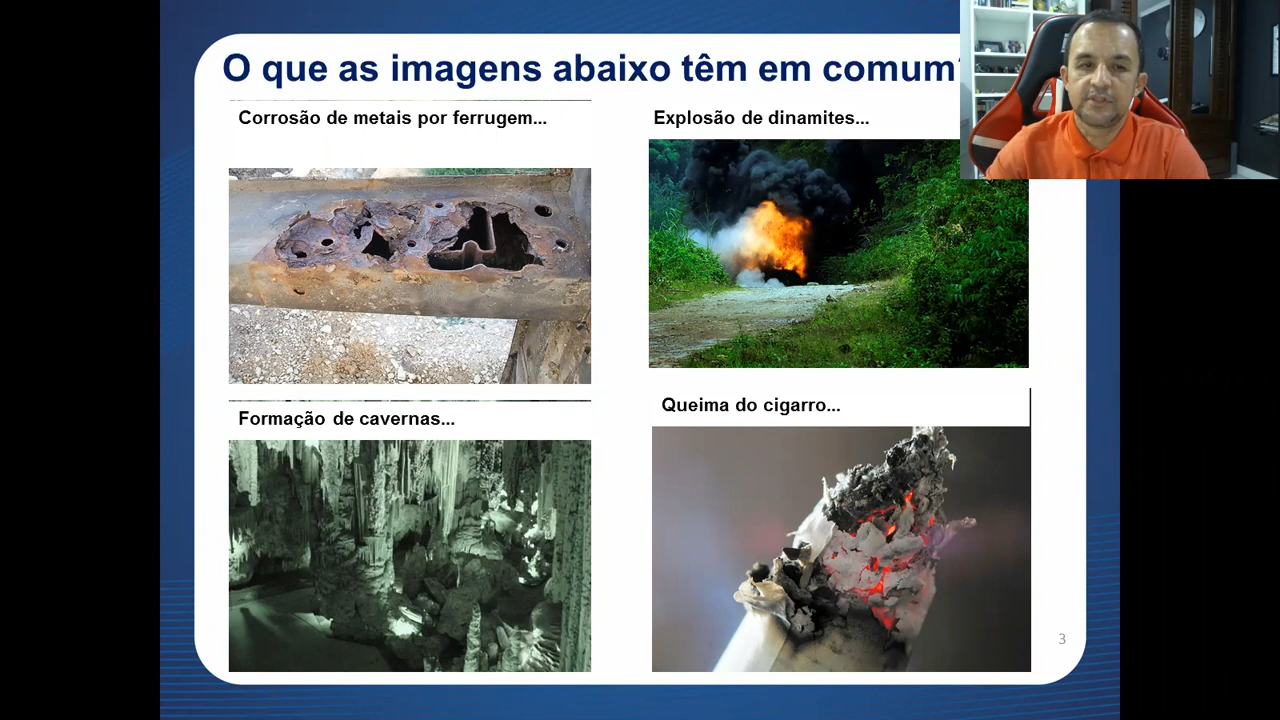 O que as imagens abaixo têm em comum?
Corrosão de metais por ferrugem...
Explosão de dinamites...
Formação de cavernas...
Queima do cigarro...
3